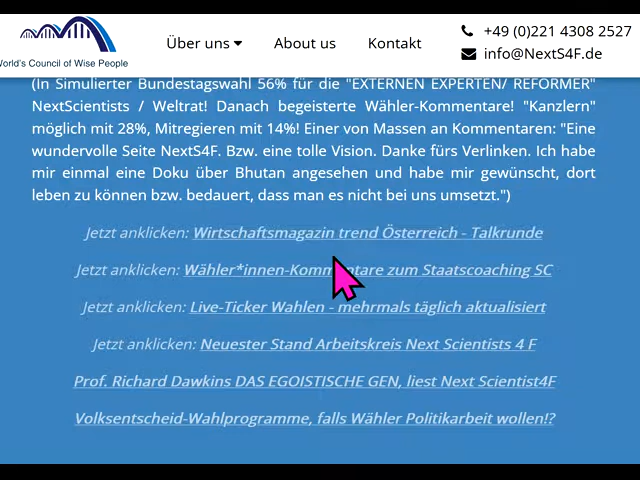 Über uns
About us
Kontakt
+49 (0)221 4308 2527
info@NextS4F.de
World's Council of Wise People
(In Simulierter Bundestagswahl 56% für die "EXTERNEN EXPERTEN/ REFORMER"
NextScientists / Weltrat! Danach begeisterte Wähler-Kommentare! "Kanzlern"
möglich mit 28%, Mitregieren mit 14%! Einer von Massen an Kommentaren: "Eine
wundervolle Seite NextS4F. Bzw. eine tolle Vision. Danke fürs Verlinken. Ich habe
mir einmal eine Doku über Bhutan angesehen und habe mir gewünscht, dort
leben zu können bzw. bedauert, dass man es nicht bei uns umsetzt.")
Jetzt anklicken: Wirtschaftsmagazin trend Österreich - Talkrunde
Jetzt anklicken: Wähler*innen-Kommentare zum Staatscoaching SC
Jetzt anklicken: Live-Ticker Wahlen - mehrmals täglich aktualisiert
Jetzt anklicken: Neuester Stand Arbeitskreis Next Scientists 4 F
Prof. Richard Dawkins DAS EGOISTISCHE GEN, liest Next Scientist4F
Volksentscheid-Wahlprogramme, falls Wähler Politikarbeit wollen!?